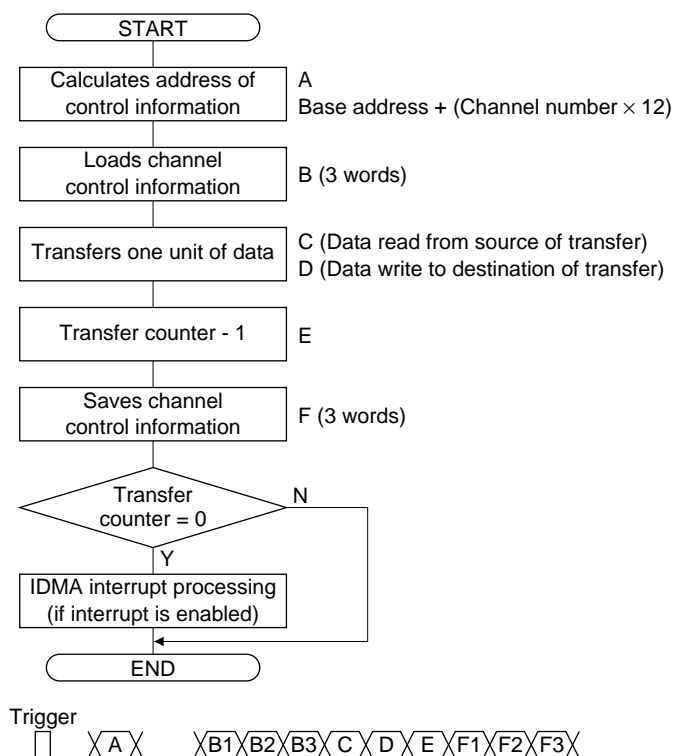 START
Calculates address of
control information
A
Base address + (Channel number × 12)
Loads channel
control information
B (3 words)
Transfers one unit of data
C (Data read from source of transfer)
D (Data write to destination of transfer)
Transfer counter - 1
E
Saves channel
control information
F (3 words)
Transfer
counter = 0
N
Y
IDMA interrupt processing
(if interrupt is enabled)
END
Trigger
A B1 B2 B3 C D E F1 F2 F3